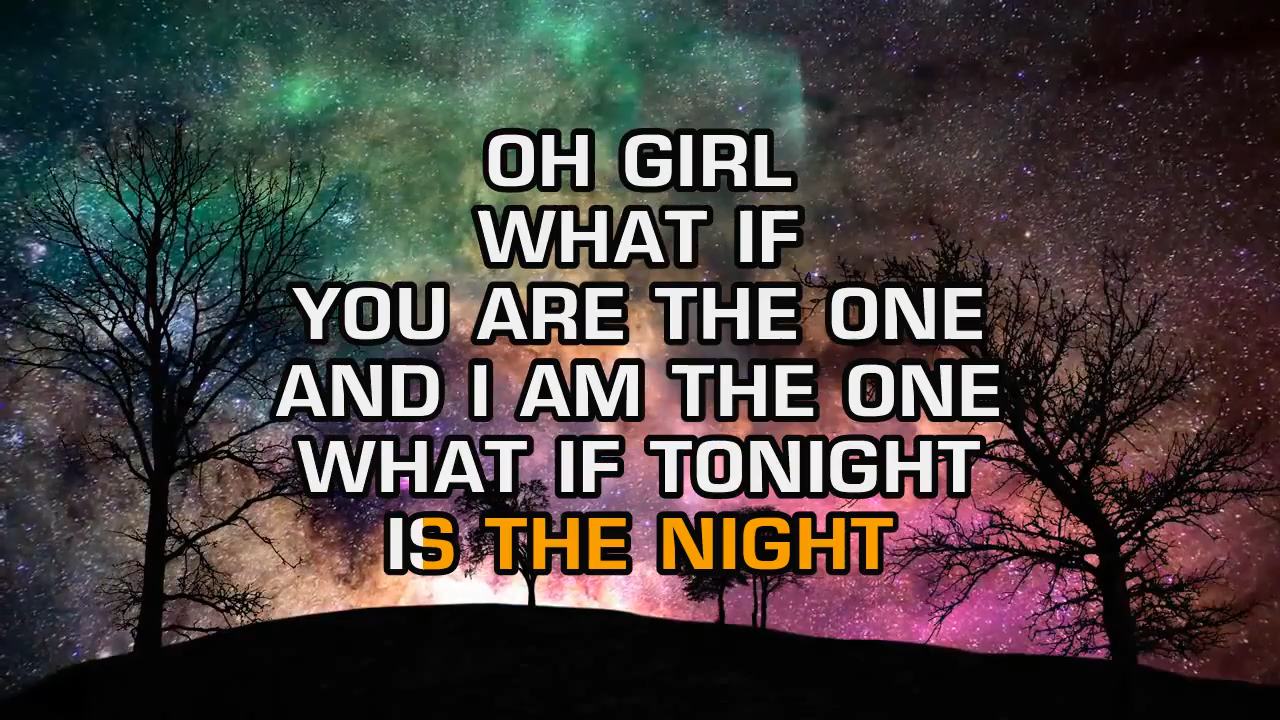 OH GIRL
WHAT IF
YOU ARE THE ONE
AND I AM THE ONE
WHAT IF TONIGHT
IS THE NIGHT